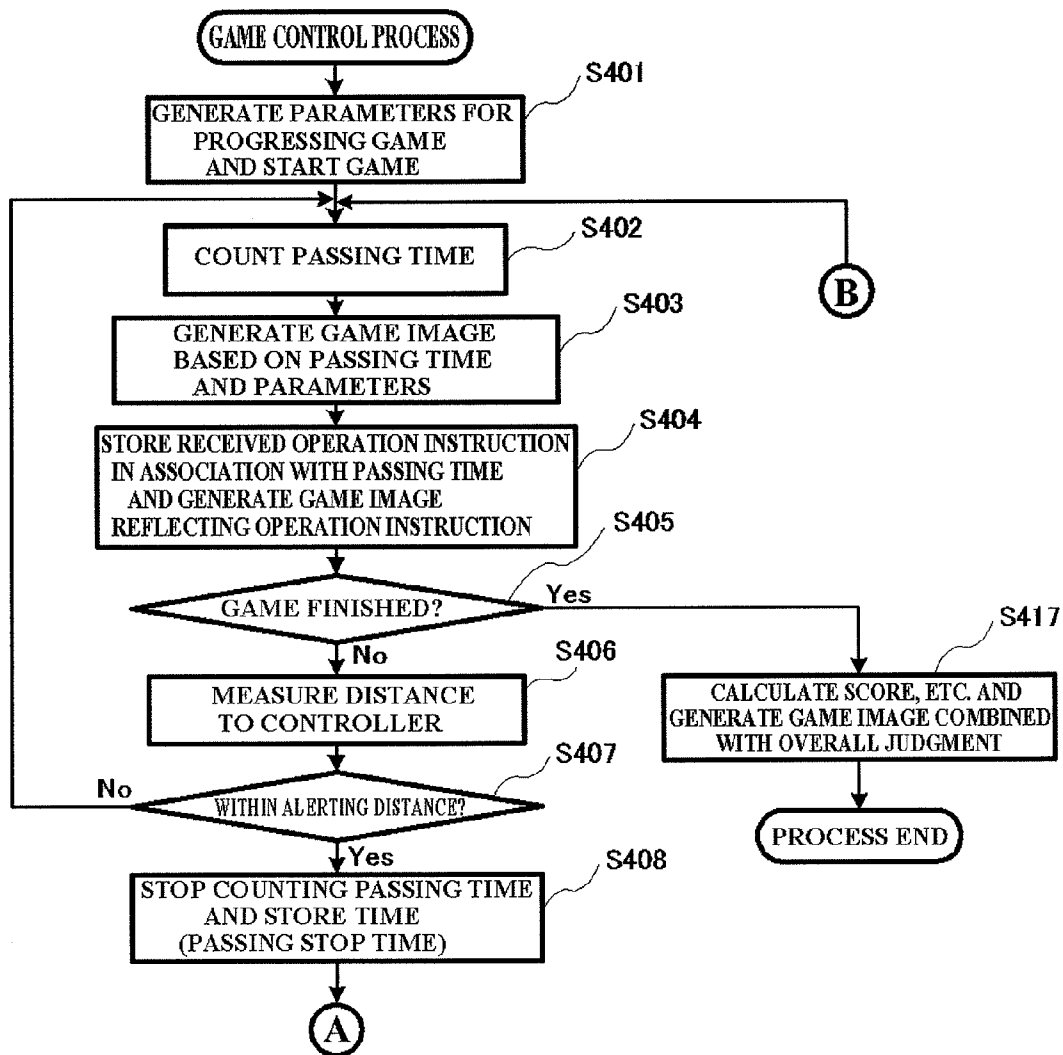 GAME CONTROL PROCESS
S401
GENERATE PARAMETERS FOR
PROGRESSING GAME
AND START GAME
S402
COUNT PASSING TIME
B
S403
GENERATE GAME IMAGE
BASED ON PASSING TIME
AND PARAMETERS
S404
STORE RECEIVED OPERATION INSTRUCTION
IN ASSOCIATION WITH PASSING TIME
AND GENERATE GAME IMAGE
REFLECTING OPERATION INSTRUCTION
S405
GAME FINISHED?
Yes
No
S417
CALCULATE SCORE, ETC. AND
GENERATE GAME IMAGE COMBINED
WITH OVERALL JUDGMENT
PROCESS END
S406
MEASURE DISTANCE
TO CONTROLLER
S407
No
WITHIN ALERTING DISTANCE?
Yes
S408
STOP COUNTING PASSING TIME
AND STORE TIME
(PASSING STOP TIME)
A